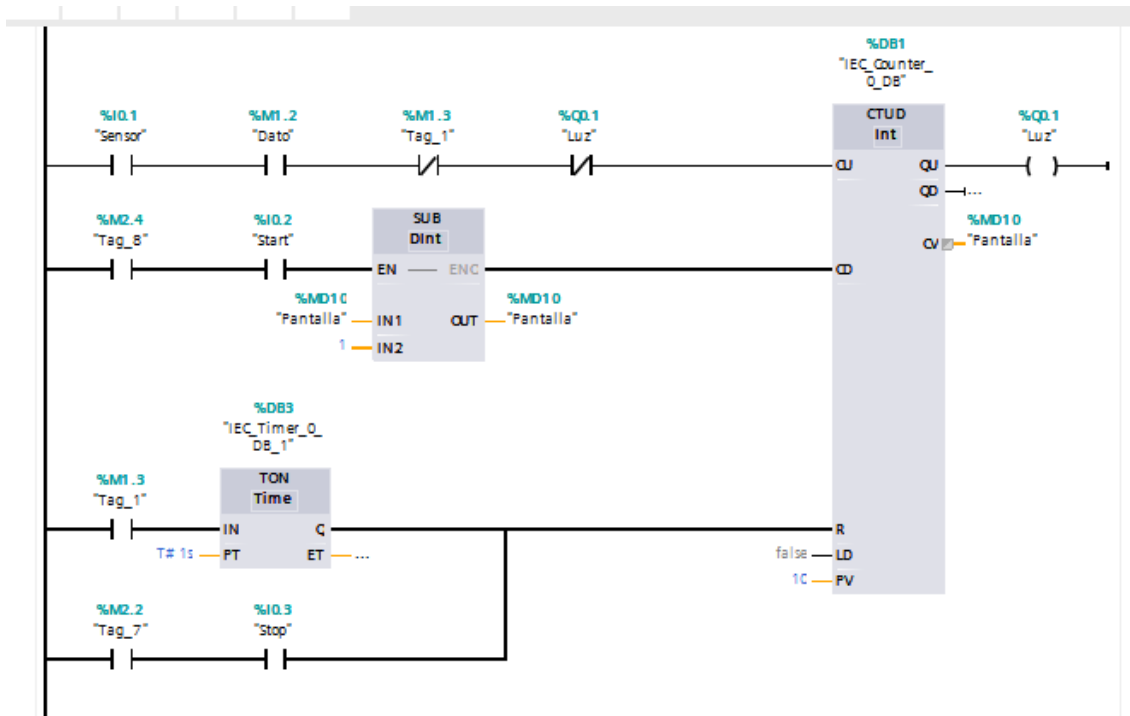 %DB1
"IEC_Counter_
0_DB"
%I0.1
"Sensor"
%M1.2
"Dato"
%M1.3
"Tag_1"
%Q0.1
"Luz"
CTUD
Int
%Q0.1
"Luz"
CU
QU
QD
...
%MD10
"Pantalla"
CV
%M2.4
"Tag_8"
%I0.2
"Start"
SUB
DInt
EN
ENO
CD
%MD10
"Pantalla"
IN1
OUT
%MD10
"Pantalla"
1
IN2
%DB3
"IEC_Timer_0_
DB_1"
%M1.3
"Tag_1"
TON
Time
IN
Q
R
T# 1s
PT
ET
...
false
LD
10
PV
%M2.2
"Tag_7"
%I0.3
"Stop"